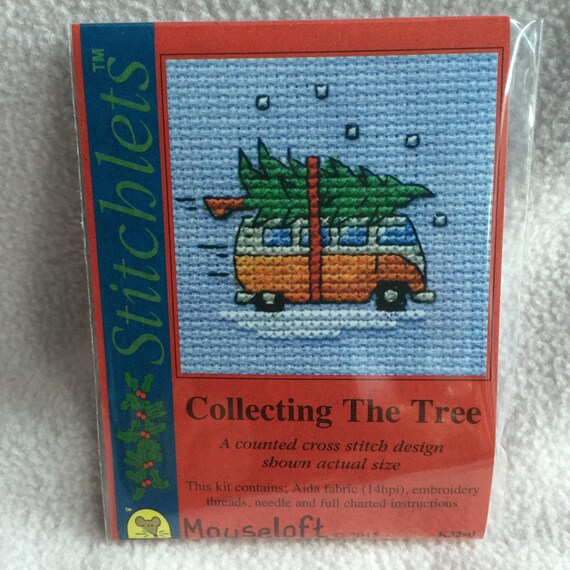 Stitchlets™
Collecting The Tree
A counted cross stitch design
shown actual size
This kit contains; Aida fabric (14hpi), embroidery
threads, needle and full charted instructions
Mouseloft ©